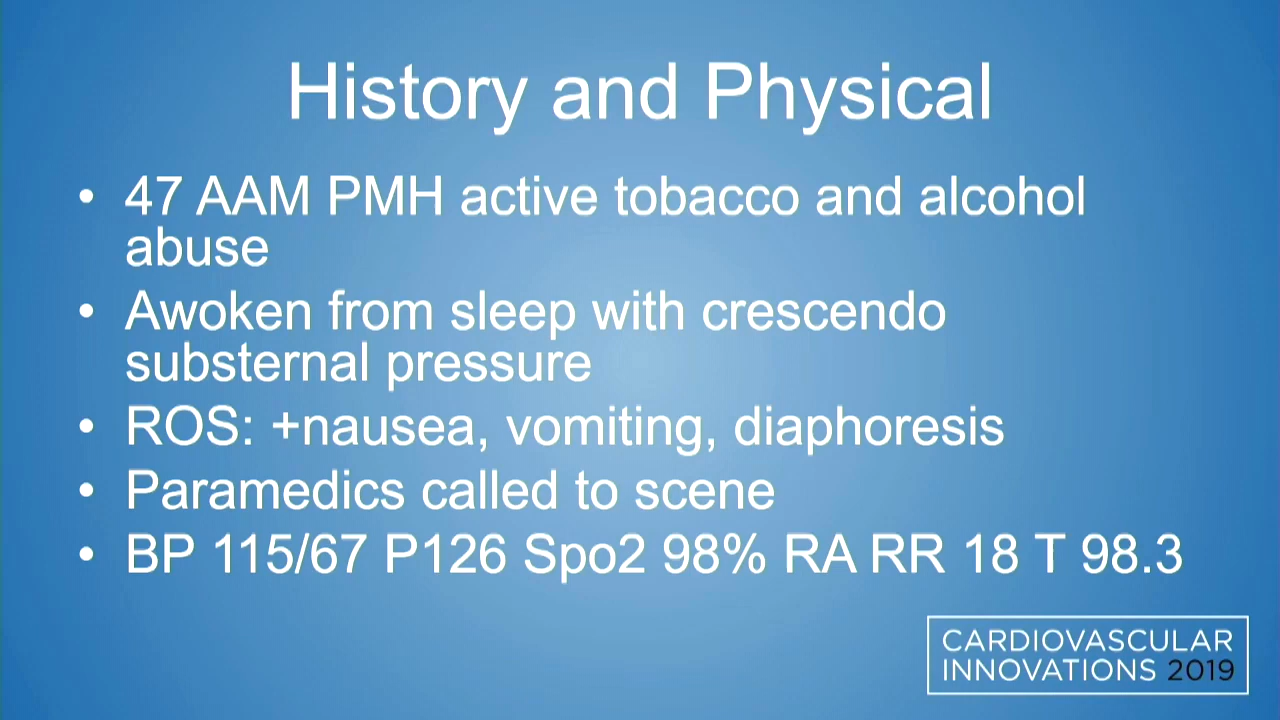 History and Physical
• 47 AAM PMH active tobacco and alcohol
abuse
• Awoken from sleep with crescendo
substernal pressure
• ROS: +nausea, vomiting, diaphoresis
• Paramedics called to scene
• BP 115/67 P126 Spo2 98% RA RR 18 T 98.3
CARDIOVASCULAR
INNOVATIONS 2019